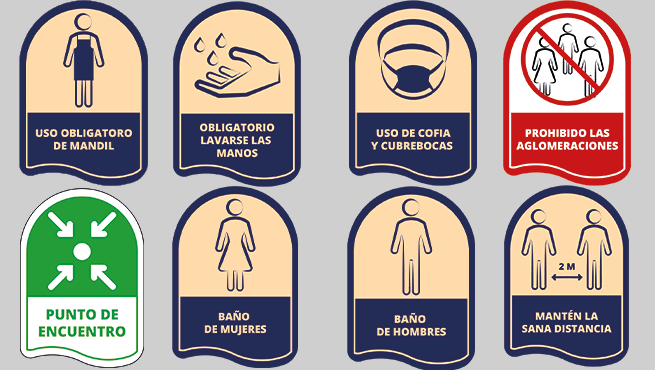 USO OBLIGATORO
DE MANDIL
OBLIGATORIO
LAVARSE LAS
MANOS
USO DE COFIA
Y CUBREBOCAS
PROHIBIDO LAS
AGLOMERACIONES
PUNTO DE
ENCUENTRO
BAÑO
DE MUJERES
BAÑO
DE HOMBRES
2 M
MANTÉN LA
SANA DISTANCIA